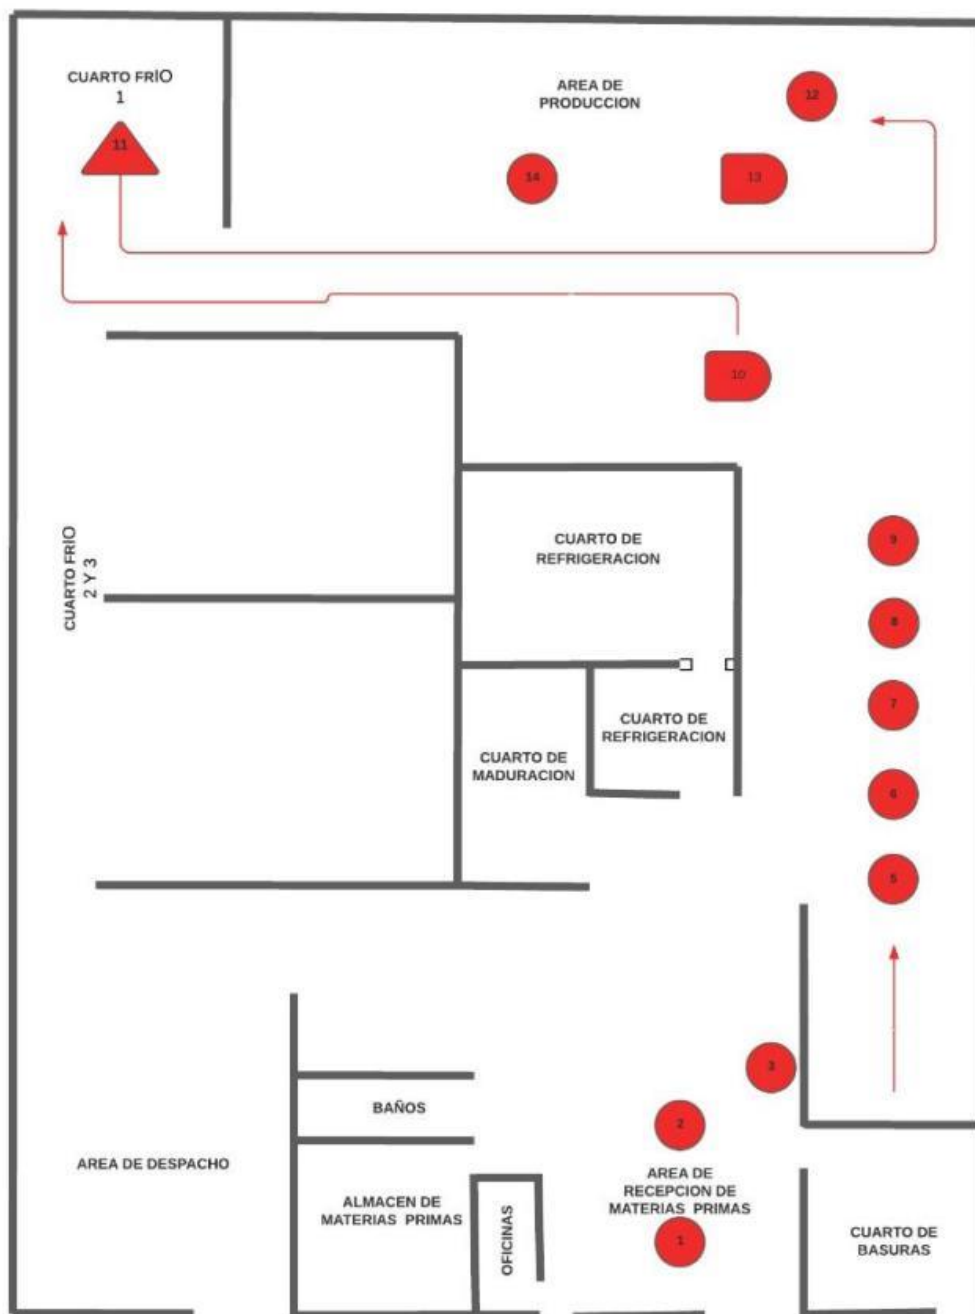 CUARTO FRIO
1
11
AREA DE
PRODUCCION
12
14
13
10
CUARTO FRIO
2 Y 3
CUARTO DE
REFRIGERACION
9
8
7
6
5
CUARTO DE
REFRIGERACION
CUARTO DE
MADURACION
3
2
BAÑOS
AREA DE DESPACHO
ALMACEN DE
MATERIAS PRIMAS
OFICINAS
AREA DE
RECEPCION DE
MATERIAS PRIMAS
1
CUARTO DE
BASURAS